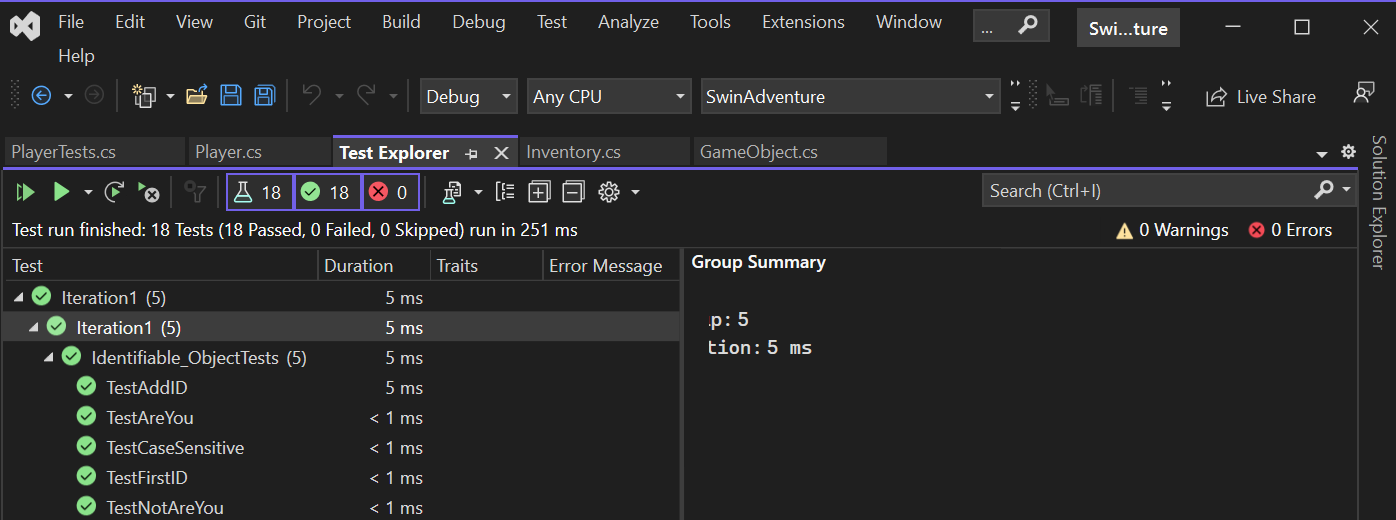 File Edit View Git Project Build Debug Test Analyze Tools Extensions Window ... Swi...ture
Help
Debug Any CPU SwinAdventure Live Share
PlayerTests.cs Player.cs Test Explorer Inventory.cs GameObject.cs
Solution Explorer
18 18 0 Search (Ctrl+I)
Test run finished: 18 Tests (18 Passed, 0 Failed, 0 Skipped) run in 251 ms 0 Warnings 0 Errors
Test Duration Traits Error Message Group Summary
Iteration1 (5) 5 ms
Iteration1 (5) 5 ms
Identifiable_ObjectTests (5) 5 ms
TestAddID 5 ms
TestAreYou < 1 ms
TestCaseSensitive < 1 ms
TestFirstID < 1 ms
TestNotAreYou < 1 ms
p: 5
tion: 5 ms